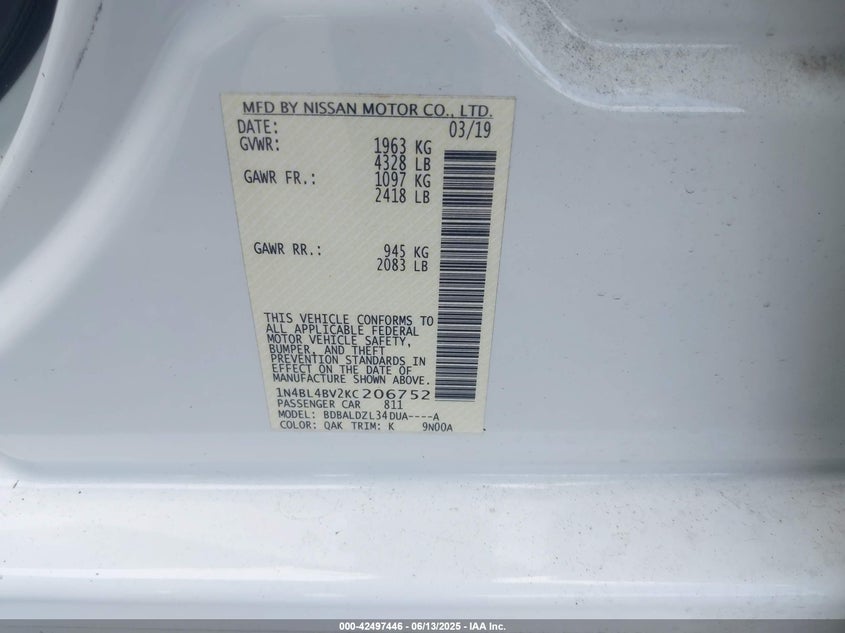 MFD BY NISSAN MOTOR CO., LTD.
DATE: 03/19
GVWR: 1963 KG
4328 LB
GAWR FR.: 1097 KG
2418 LB
GAWR RR.: 945 KG
2083 LB
THIS VEHICLE CONFORMS TO
ALL APPLICABLE FEDERAL
MOTOR VEHICLE SAFETY,
BUMPER, AND THEFT
PREVENTION STANDARDS IN
EFFECT ON THE DATE OF
MANUFACTURE SHOWN ABOVE.
1N4BL4BV2KC206752
PASSENGER CAR 811
MODEL: BDBALDZL34DUA----A
COLOR: QAK TRIM: K 9N00A
000-42497446 - 06/13/2025 - IAA Inc.